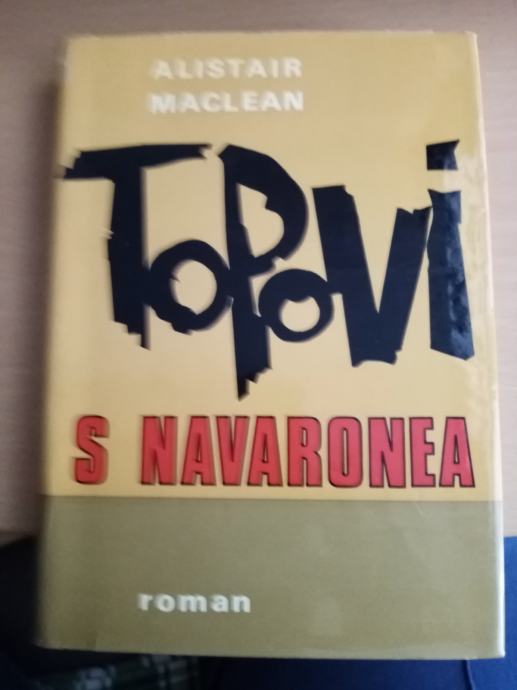 ALISTAIR
MACLEAN
TOPOVI
S NAVARONEA
roman